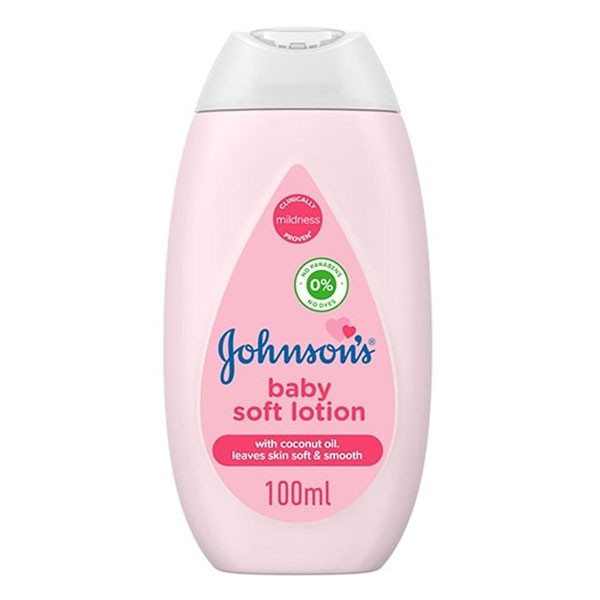 CLINICALLY
mildness
PROVEN*
NO PARABENS
0%
NO DYES
Johnson's®
baby
soft lotion
with coconut oil.
leaves skin soft & smooth
100ml